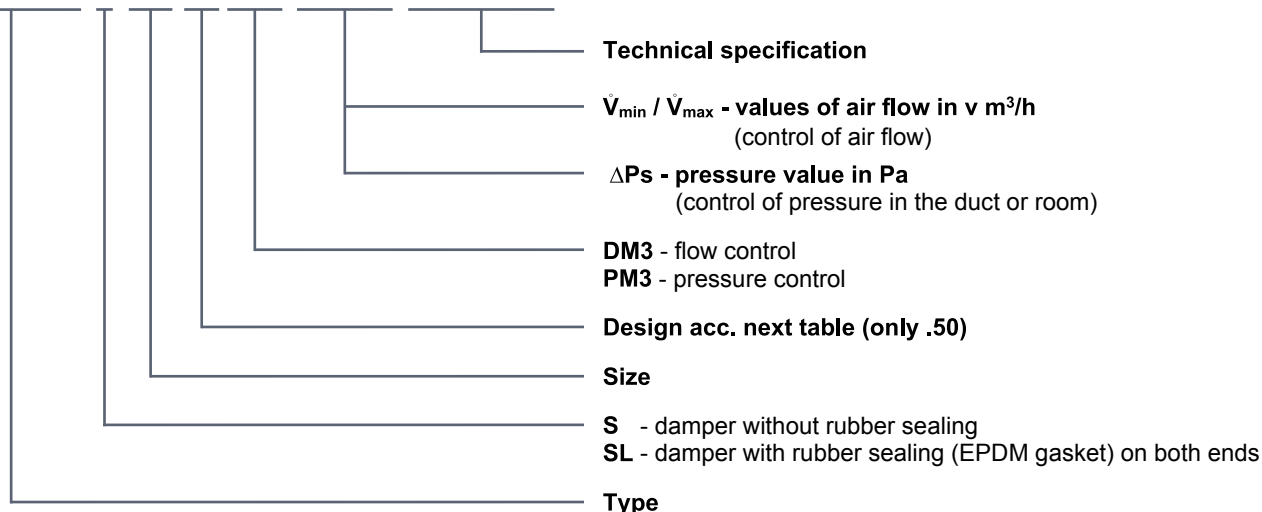 Technical specification
V̊min / V̊max - values of air flow in v m³/h
(control of air flow)
∆Ps - pressure value in Pa
(control of pressure in the duct or room)
DM3 - flow control
PM3 - pressure control
Design acc. next table (only .50)
Size
S - damper without rubber sealing
SL - damper with rubber sealing (EPDM gasket) on both ends
Type